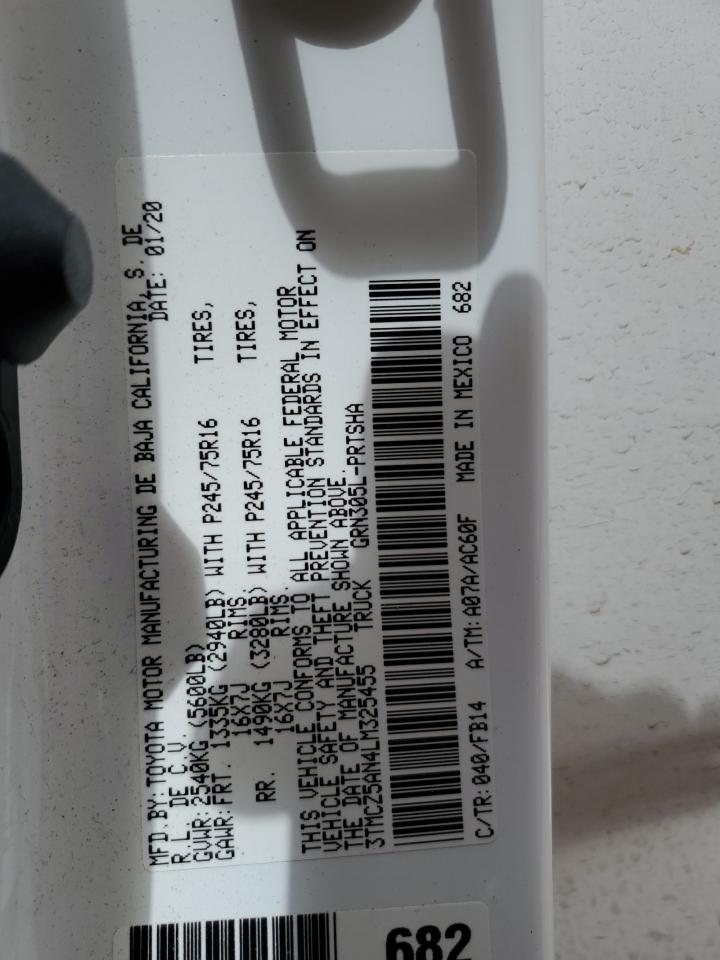 MFD.BY:TOYOTA MOTOR MANUFACTURING DE BAJA CALIFORNIA, S. DE
R.L. DE C.V. DATE: 01/20
GVWR:2540KG (5600LB)
GAWR:FRT. 1335KG (2940LB) WITH P245/75R16 TIRES,
16X7J RIMS.
RR. 1490KG (3280LB) WITH P245/75R16 TIRES,
16X7J RIMS.
THIS VEHICLE CONFORMS TO ALL APPLICABLE FEDERAL MOTOR
VEHICLE SAFETY AND THEFT PREVENTION STANDARDS IN EFFECT ON
THE DATE OF MANUFACTURE SHOWN ABOVE.
3TMCZ5AN4LM325455 TRUCK GRN305L-PRTSHA
C/TR:040/FB14 A/TM:A07A/AC60F MADE IN MEXICO 682
682